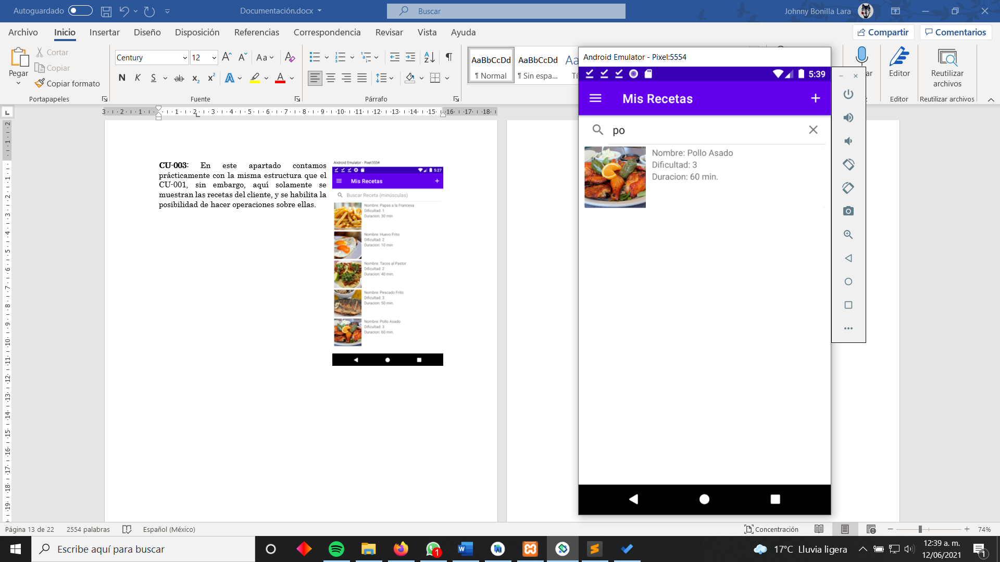 Autoguardado
Documentación.docx
Buscar
Johnny Bonilla Lara
Archivo Inicio Insertar Diseño Disposición Referencias Correspondencia Revisar Vista Ayuda
Compartir Comentarios
Pegar
Cortar
Copiar
Copiar formato
Portapapeles
Century 12
Aa
N K S ab x₂ x²
Fuente
Párrafo
AaBbCcDd AaBbCcDd Aa
¶ Normal ¶ Sin espa...
Editor
Editor
Reutilizar
archivos
Reutilizar archivos
CU-003: En este apartado contamos
prácticamente con la misma estructura que el
CU-001, sin embargo, aquí solamente se
muestran las recetas del cliente, y se habilita la
posibilidad de hacer operaciones sobre ellas.
Android Emulator - Pixel:5554
5:27
Mis Recetas
+
Buscar Receta (minúsculas)
Nombre: Papas a la Francesa
Dificultad: 1
Duracion: 30 min
Nombre: Huevo Frito
Dificultad: 2
Duracion: 10 min
Nombre: Tacos al Pastor
Dificultad: 2
Duracion: 40 min.
Nombre: Pescado Frito
Dificultad: 3
Duracion: 50 min.
Nombre: Pollo Asado
Dificultad: 3
Duracion: 60 min.
Android Emulator - Pixel:5554
5:39
Mis Recetas
+
po
Nombre: Pollo Asado
Dificultad: 3
Duracion: 60 min.
Página 13 de 22
2554 palabras
Español (México)
Concentración
74%
Escribe aquí para buscar
1
17°C Lluvia ligera
12:39 a. m.
12/06/2021
1